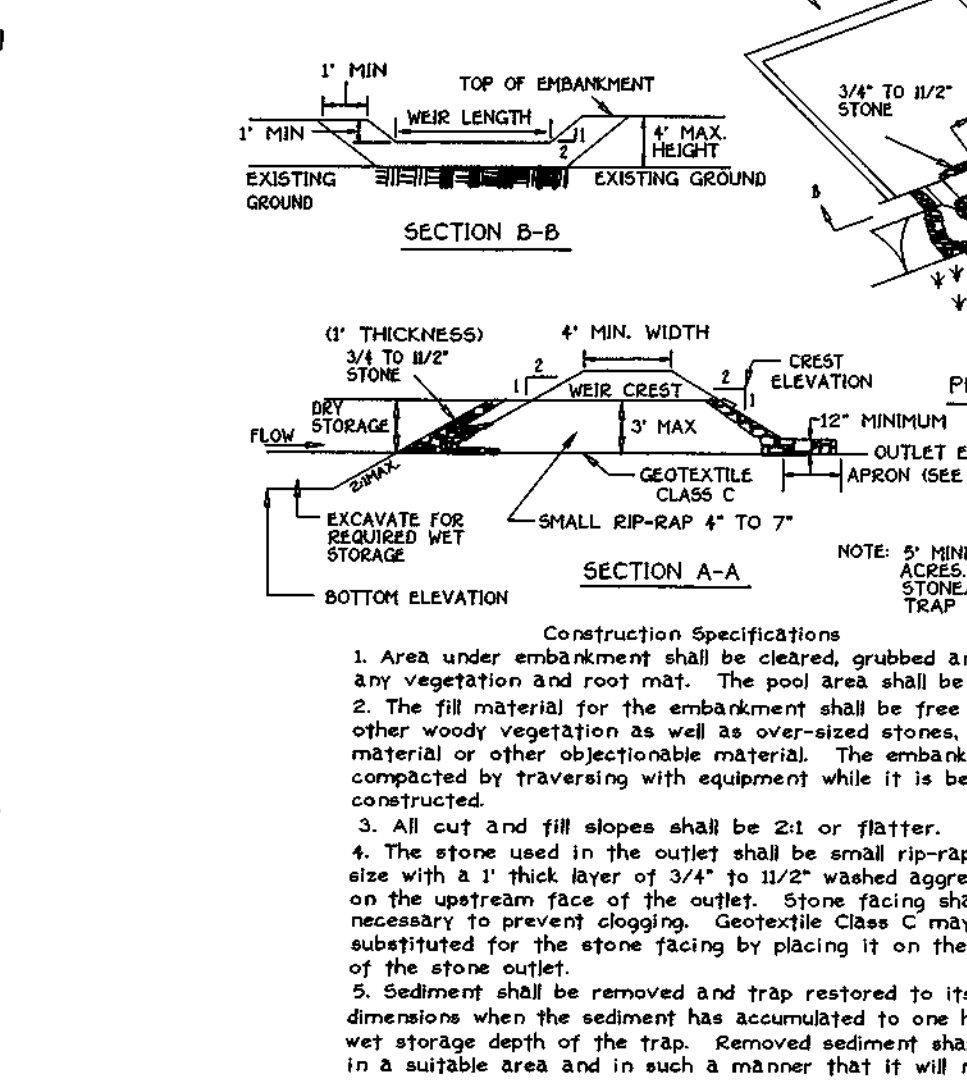 1' MIN
TOP OF EMBANKMENT
WEIR LENGTH
1' MIN
1
2
4' MAX.
HEIGHT
EXISTING
GROUND
EXISTING GROUND
SECTION B-B
3/4" TO 11/2"
STONE
B
(1' THICKNESS)
3/4 TO 11/2"
STONE
4' MIN. WIDTH
2
1
2
1
CREST
ELEVATION
WEIR CREST
DRY
STORAGE
FLOW
3' MAX
12" MINIMUM
OUTLET E
APRON (SEE
2:1 MAX.
GEOTEXTILE
CLASS C
EXCAVATE FOR
REQUIRED WET
STORAGE
SMALL RIP-RAP 4" TO 7"
BOTTOM ELEVATION
SECTION A-A
NOTE: 5' MINI
ACRES.
STONE
TRAP
Construction Specifications
1. Area under embankment shall be cleared, grubbed an
any vegetation and root mat. The pool area shall be
2. The fill material for the embankment shall be free
other woody vegetation as well as over-sized stones,
material or other objectionable material. The embank
compacted by traversing with equipment while it is be
constructed.
3. All cut and fill slopes shall be 2:1 or flatter.
4. The stone used in the outlet shall be small rip-rap
size with a 1' thick layer of 3/4" to 11/2" washed aggre
on the upstream face of the outlet. Stone facing sha
necessary to prevent clogging. Geotextile Class C may
substituted for the stone facing by placing it on the
of the stone outlet.
5. Sediment shall be removed and trap restored to its
dimensions when the sediment has accumulated to one h
wet storage depth of the trap. Removed sediment sha
in a suitable area and in such a manner that it will